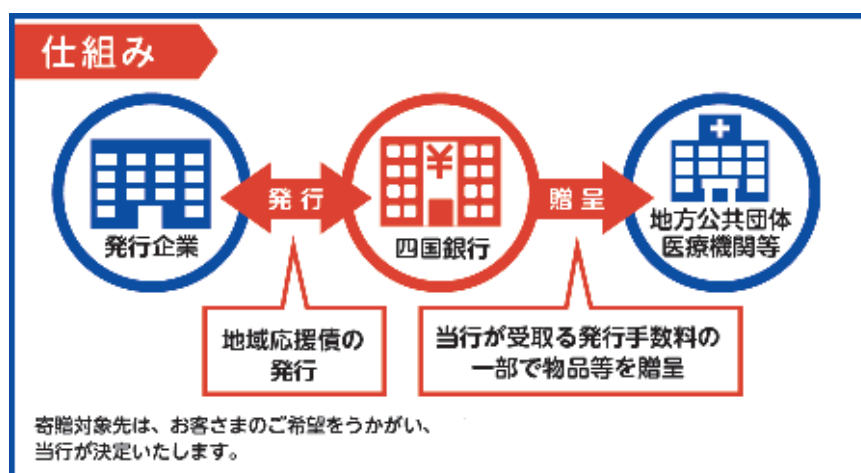 仕組み
発行企業
発行
¥
四国銀行
贈呈
地方公共団体
医療機関等
地域応援債の
発行
当行が受取る発行手数料の
一部で物品等を贈呈
寄贈対象先は、お客さまのご希望をうかがい、
当行が決定いたします。